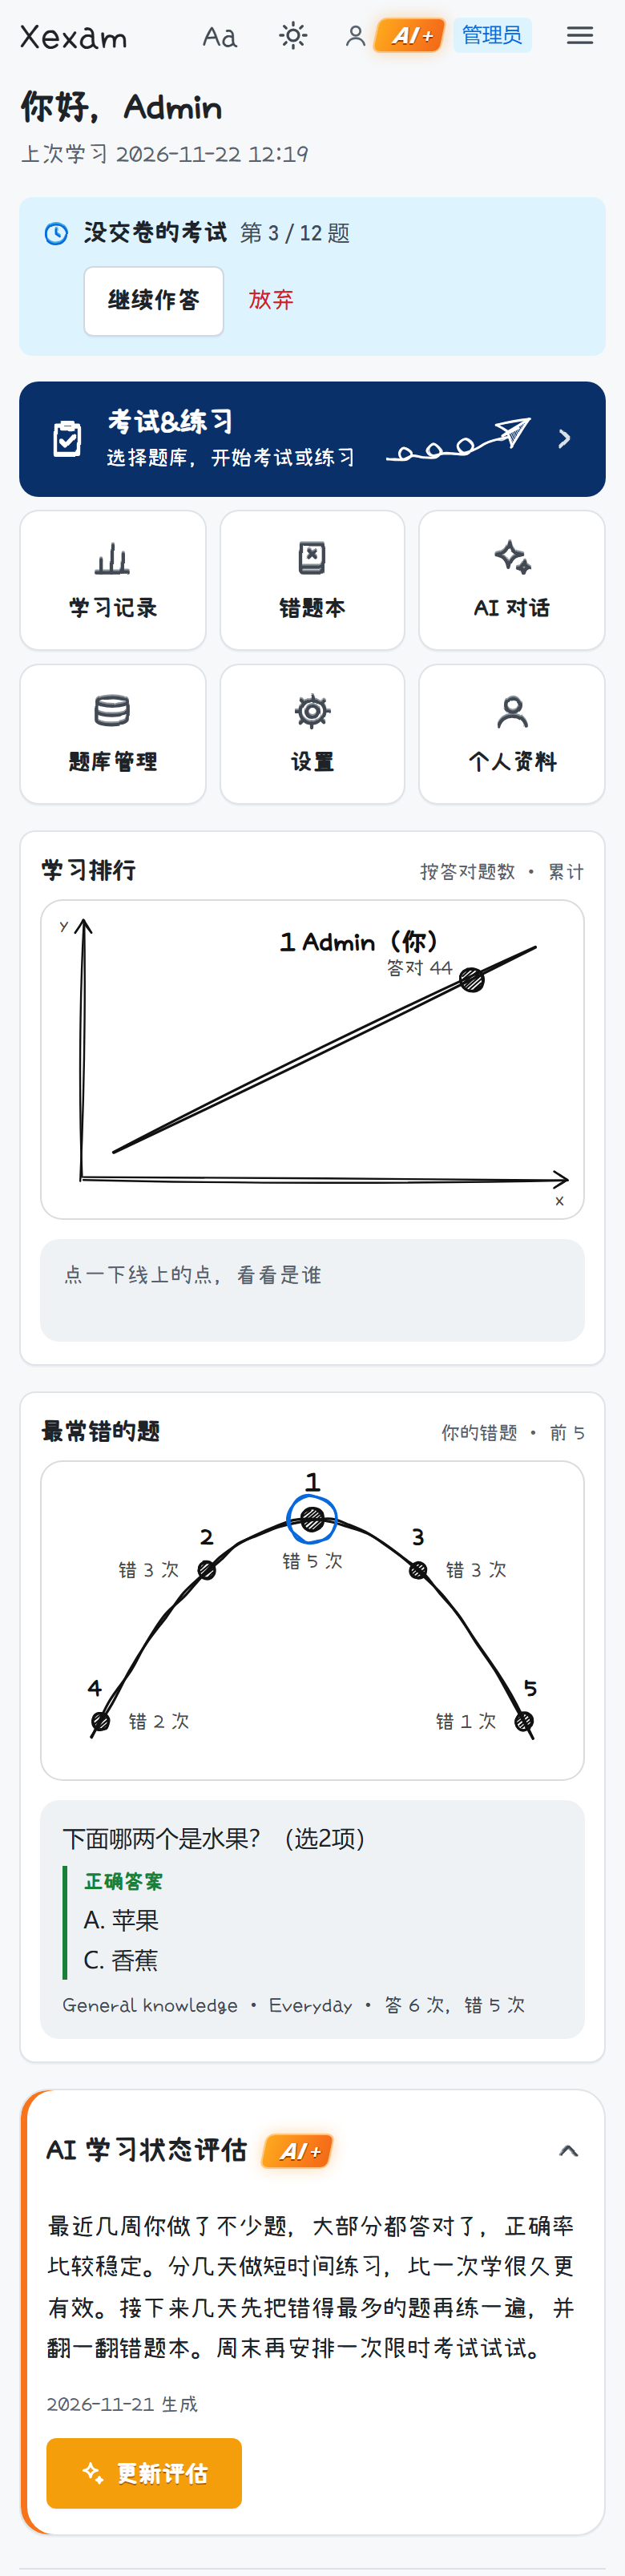 Xexam Aa AI+ 管理员
你好，Admin
上次学习 2026-11-22 12:19
没交卷的考试 第 3 / 12 题
继续作答 放弃
考试&练习
选择题库，开始考试或练习
学习记录 错题本 AI 对话
题库管理 设置 个人资料
学习排行 按答对题数 • 累计
y
1 Admin（你）
答对 44
x
点一下线上的点，看看是谁
最常错的题 你的错题 • 前 5
1
2 3
错 3 次 错 5 次 错 3 次
4 5
错 2 次 错 1 次
下面哪两个是水果？（选2项）
正确答案
A. 苹果
C. 香蕉
General knowledge • Everyday • 答 6 次，错 5 次
AI 学习状态评估 AI+
最近几周你做了不少题，大部分都答对了，正确率
比较稳定。分几天做短时间练习，比一次学很久更
有效。接下来几天先把错得最多的题再练一遍，并
翻一翻错题本。周末再安排一次限时考试试试。
2026-11-21 生成
更新评估